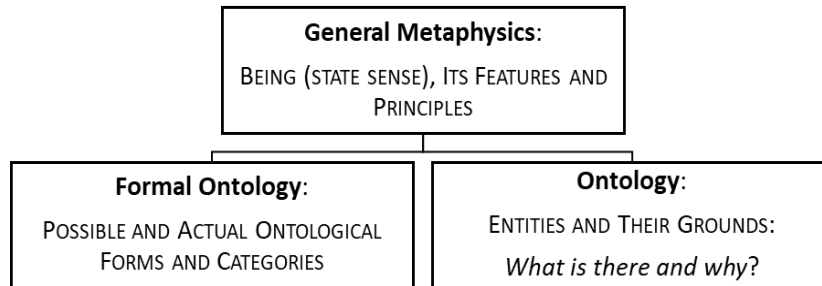 General Metaphysics:
BEING (STATE SENSE), ITS FEATURES AND
PRINCIPLES
Formal Ontology:
POSSIBLE AND ACTUAL ONTOLOGICAL
FORMS AND CATEGORIES
Ontology:
ENTITIES AND THEIR GROUNDS:
What is there and why?